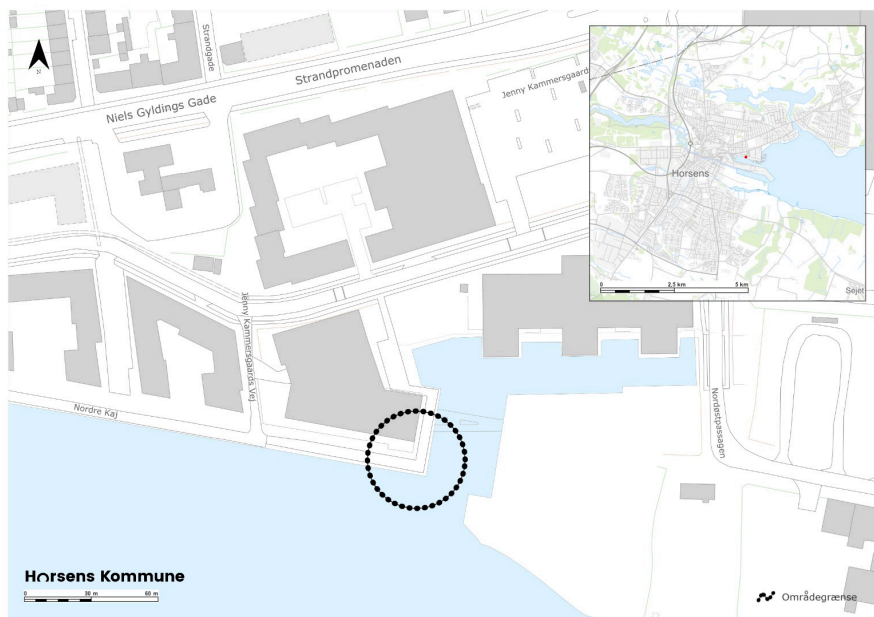 Strandgade
Strandpromenaden
Niels Gyldings Gade
Jenny Kammersgaard
Horsens
Sejet
0 2,5 km 5 km
Jenny Kammersgaards Vej
Nordre Kaj
Nordøstpassagen
Horsens Kommune
0 30 m 60 m
Områdegrænse